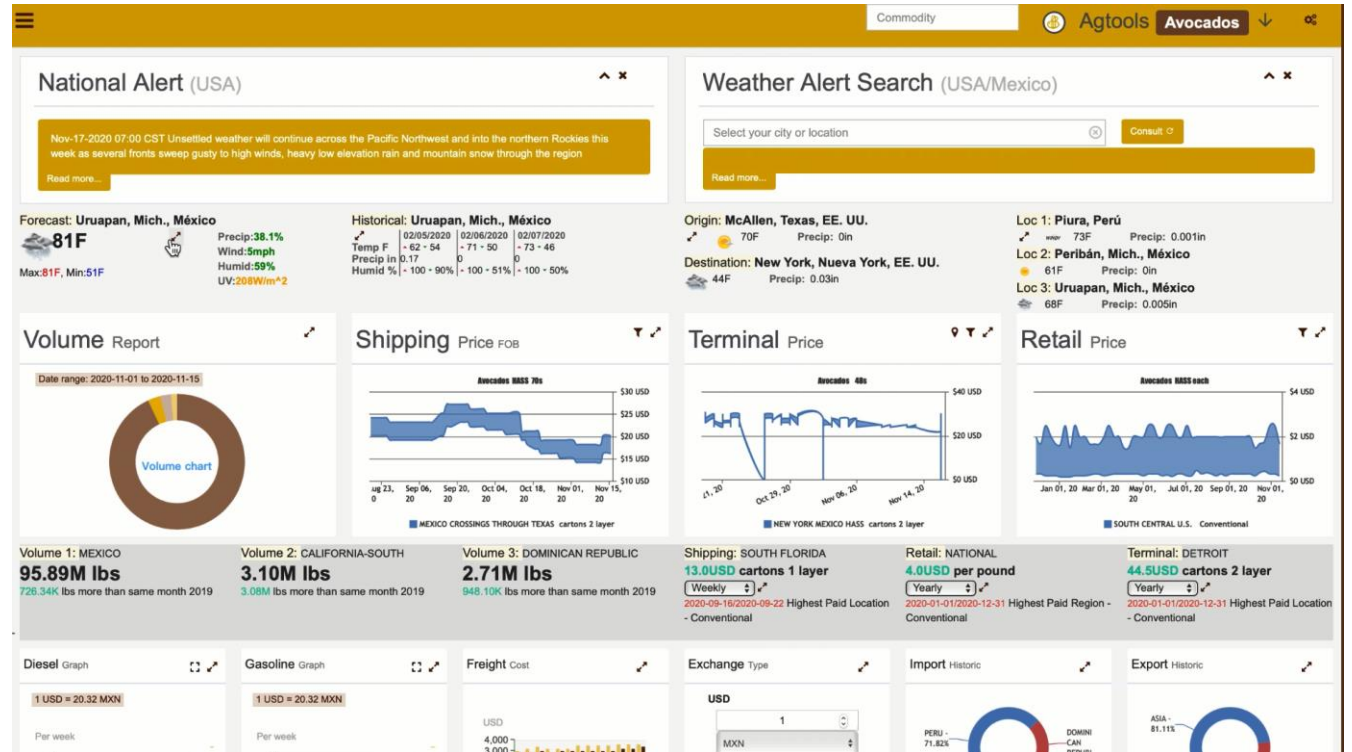 Commodity
Agtools Avocados
National Alert (USA)
Nov-17-2020 07:00 CST Unsettled weather will continue across the Pacific Northwest and into the northern Rockies this
week as several fronts sweep gusty to high winds, heavy low elevation rain and mountain snow through the region
Read more...
Weather Alert Search (USA/Mexico)
Select your city or location
Consult
Read more...
Forecast: Uruapan, Mich., México
81F
Max:81F, Min:51F
Precip:38.1%
Wind:5mph
Humid:59%
UV:208W/m^2
Historical: Uruapan, Mich., México
02/05/2020 02/06/2020 02/07/2020
Temp F - 62 - 54 - 71 - 50 - 73 - 46
Precip in 0.17 0 0
Humid % - 100 - 90% - 100 - 51% - 100 - 50%
Origin: McAllen, Texas, EE. UU.
70F Precip: 0in
Destination: New York, Nueva York, EE. UU.
44F Precip: 0.03in
Loc 1: Piura, Perú
73F Precip: 0.001in
Loc 2: Peribán, Mich., México
61F Precip: 0in
Loc 3: Uruapan, Mich., México
68F Precip: 0.005in
Volume Report
Date range: 2020-11-01 to 2020-11-15
Volume chart
Shipping Price FOB
Avocados HASS 70s
$30 USD
$25 USD
$20 USD
$15 USD
$10 USD
ug 23, Sep 06, Sep 20, Oct 04, Oct 18, Nov 01, Nov 15,
0 20 20 20 20 20 20
MEXICO CROSSINGS THROUGH TEXAS cartons 2 layer
Terminal Price
Avocados 48s
$40 USD
$20 USD
$0 USD
Oct 29, 20 Nov 06, 20 Nov 14, 20
NEW YORK MEXICO HASS cartons 2 layer
Retail Price
Avocados HASS each
$4 USD
$2 USD
$0 USD
Jan 01, 20 Mar 01, 20 May 01, Jul 01, 20 Sep 01, 20 Nov 01,
20 20
SOUTH CENTRAL U.S. Conventional
Volume 1: MEXICO
95.89M lbs
726.34K lbs more than same month 2019
Volume 2: CALIFORNIA-SOUTH
3.10M lbs
3.08M lbs more than same month 2019
Volume 3: DOMINICAN REPUBLIC
2.71M lbs
948.10K lbs more than same month 2019
Shipping: SOUTH FLORIDA
13.0USD cartons 1 layer
Weekly
2020-09-16/2020-09-22 Highest Paid Location
- Conventional
Retail: NATIONAL
4.0USD per pound
Yearly
2020-01-01/2020-12-31 Highest Paid Region -
Conventional
Terminal: DETROIT
44.5USD cartons 2 layer
Yearly
2020-01-01/2020-12-31 Highest Paid Location
- Conventional
Diesel Graph
1 USD = 20.32 MXN
Per week
Gasoline Graph
1 USD = 20.32 MXN
Per week
Freight Cost
USD
4,000
3,000
Exchange Type
USD
1
MXN
Import Historic
PERU -
71.82%
DOMINI
CAN
Export Historic
ASIA -
81.11%